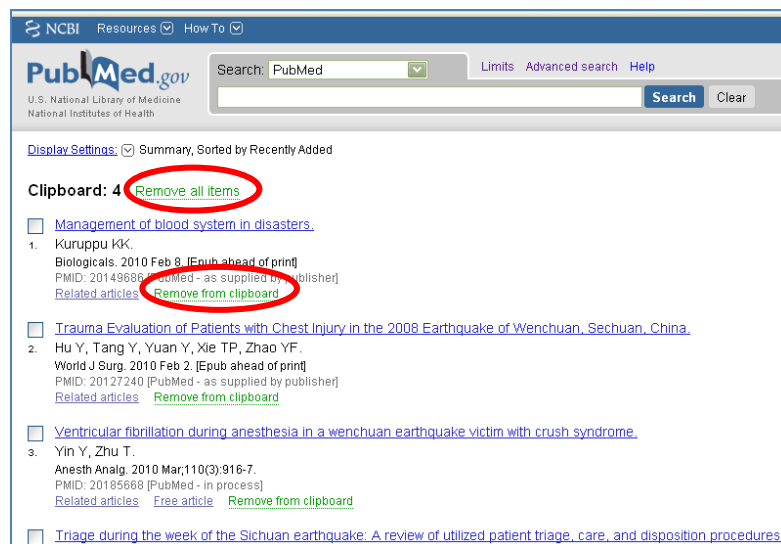 NCBI Resources How To
PubMed.gov
U.S. National Library of Medicine
National Institutes of Health
Search: PubMed
Limits Advanced search Help
Search Clear
Display Settings: Summary, Sorted by Recently Added
Clipboard: 4 Remove all items
Management of blood system in disasters.
1. Kuruppu KK.
Biologicals. 2010 Feb 8. [Epub ahead of print]
PMID: 20149686 [PubMed - as supplied by publisher]
Related articles Remove from clipboard
Trauma Evaluation of Patients with Chest Injury in the 2008 Earthquake of Wenchuan, Sechuan, China.
2. Hu Y, Tang Y, Yuan Y, Xie TP, Zhao YF.
World J Surg. 2010 Feb 2. [Epub ahead of print]
PMID: 20127240 [PubMed - as supplied by publisher]
Related articles Remove from clipboard
Ventricular fibrillation during anesthesia in a wenchuan earthquake victim with crush syndrome.
3. Yin Y, Zhu T.
Anesth Analg. 2010 Mar;110(3):916-7.
PMID: 20185668 [PubMed - in process]
Related articles Free article Remove from clipboard
Triage during the week of the Sichuan earthquake: A review of utilized patient triage, care, and disposition procedures